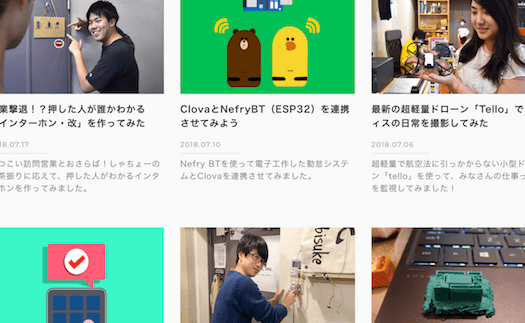 業撃退！？押した人が誰かわかる
インターホン・改」を作ってみた
8.07.17
つこい訪問営業とおさらば！しゃちょーの
茶振りに応えて、押した人がわかるインタ
ホンを作ってみました。
ClovaとNefryBT（ESP32）を連携
させてみよう
2018.07.10
Nefry BTを使って電子工作した勤怠システ
ムとClovaを連携させてみました。
最新の超軽量ドローン「Tello」で
ィスの日常を撮影してみた
2018.07.06
超軽量で航空法に引っかからない小型ド
ン「tello」を使って、みなさんの仕事っ
を監視してみました！
bisuke